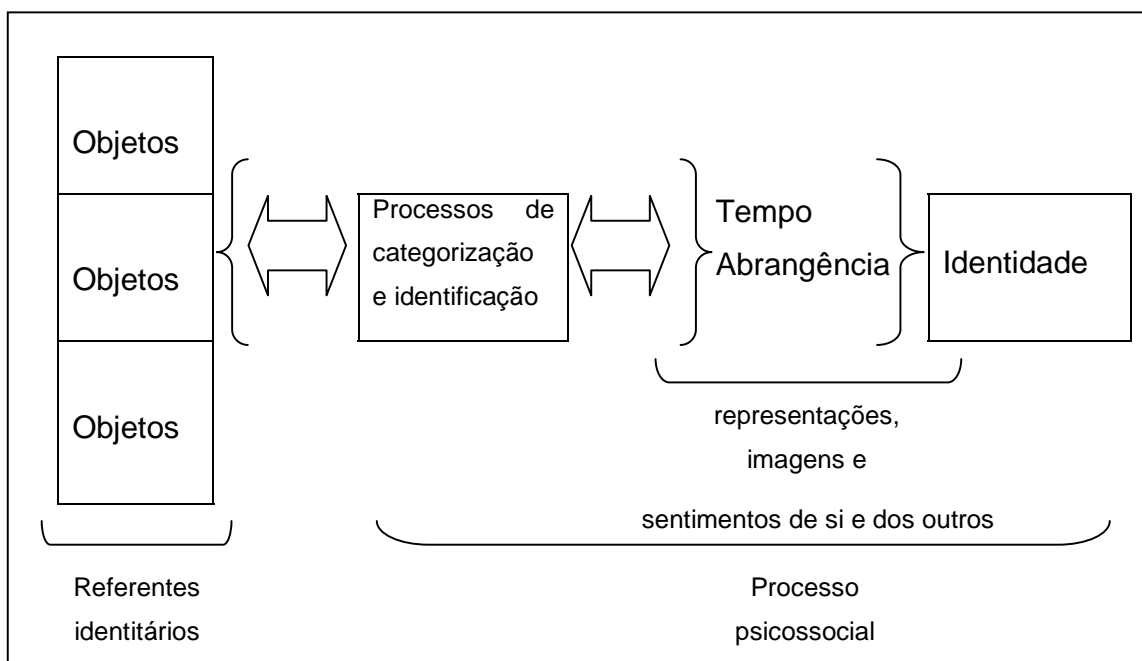 Objetos
Objetos
Objetos
Processos de
categorização
e identificação
Tempo
Abrangência
Identidade
representações,
imagens e
sentimentos de si e dos outros
Referentes
identitários
Processo
psicossocial